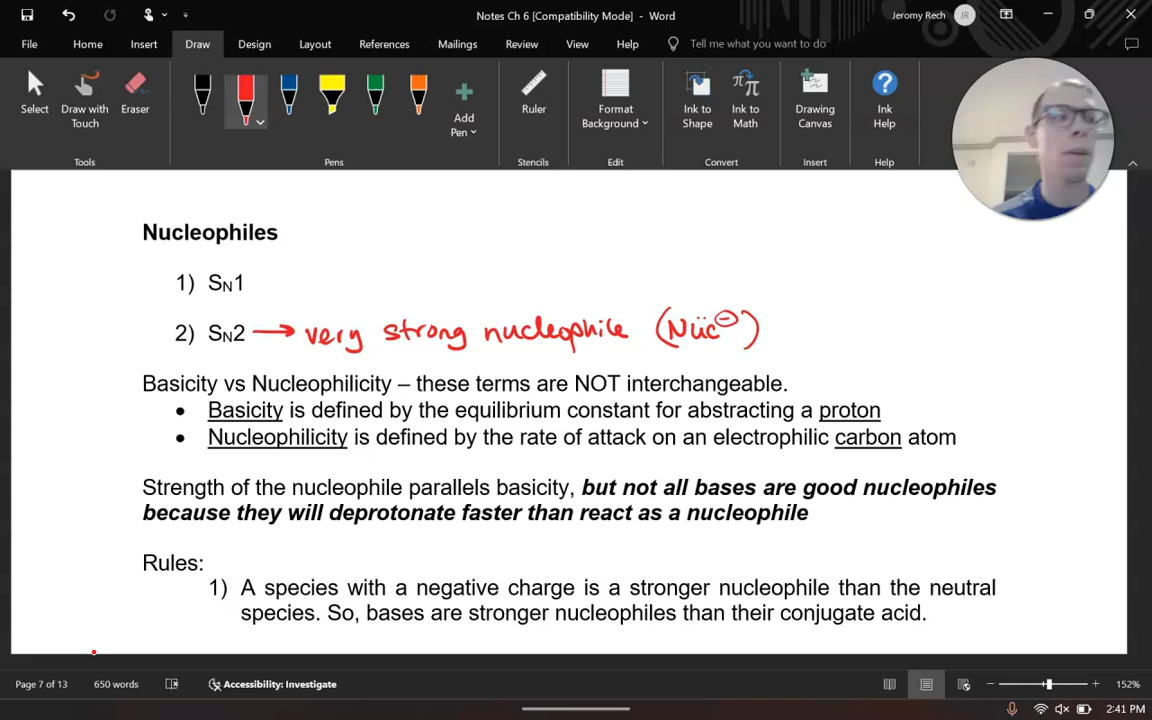 Notes Ch 6 [Compatibility Mode] - Word
Jeromy Rech
JR
File Home Insert Draw Design Layout References Mailings Review View Help Tell me what you want to do
Select Draw with Touch Eraser Add Pen Ruler Format Background Ink to Shape Ink to Math Drawing Canvas Ink Help
Tools Pens Stencils Edit Convert Insert Help
Nucleophiles
1) SN1
2) SN2 → very strong nucleophile (Nüc⊖)
Basicity vs Nucleophilicity – these terms are NOT interchangeable.
• Basicity is defined by the equilibrium constant for abstracting a proton
• Nucleophilicity is defined by the rate of attack on an electrophilic carbon atom
Strength of the nucleophile parallels basicity, but not all bases are good nucleophiles
because they will deprotonate faster than react as a nucleophile
Rules:
1) A species with a negative charge is a stronger nucleophile than the neutral
species. So, bases are stronger nucleophiles than their conjugate acid.
Page 7 of 13 650 words Accessibility: Investigate 152%
2:41 PM